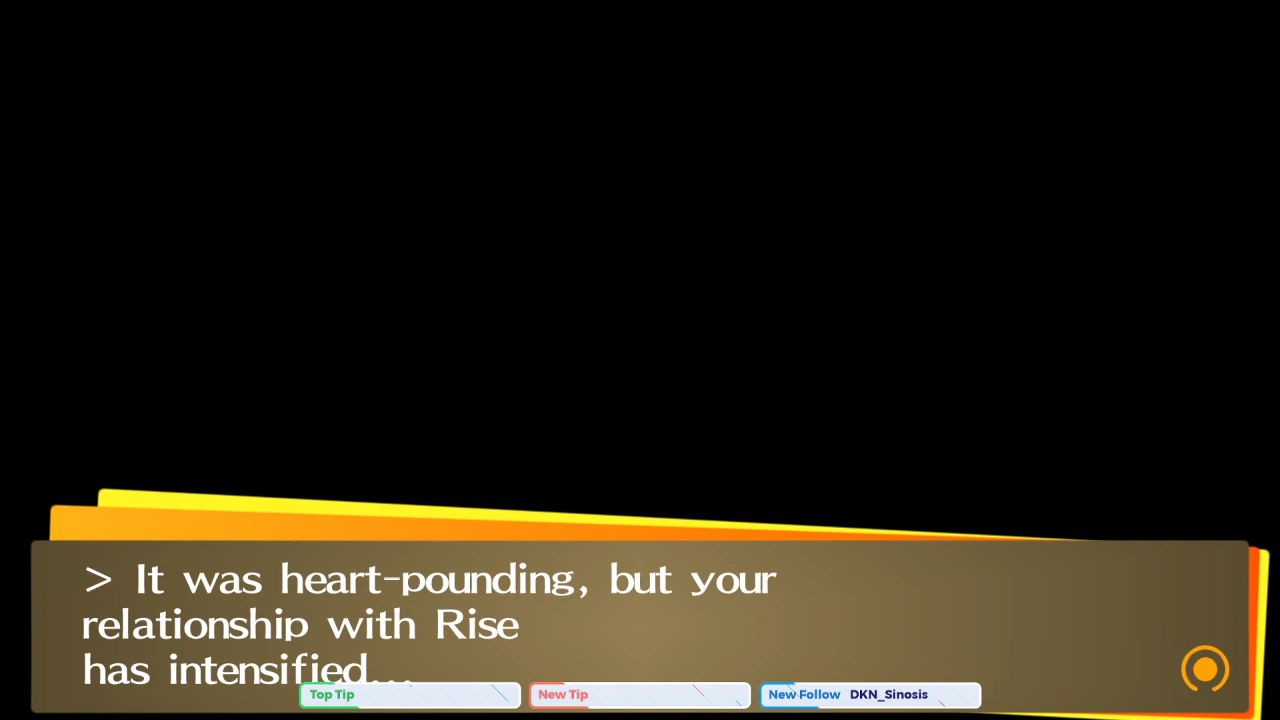 > It was heart-pounding, but your
relationship with Rise
has intensified...
Top Tip
New Tip
New Follow DKN_Sinosis